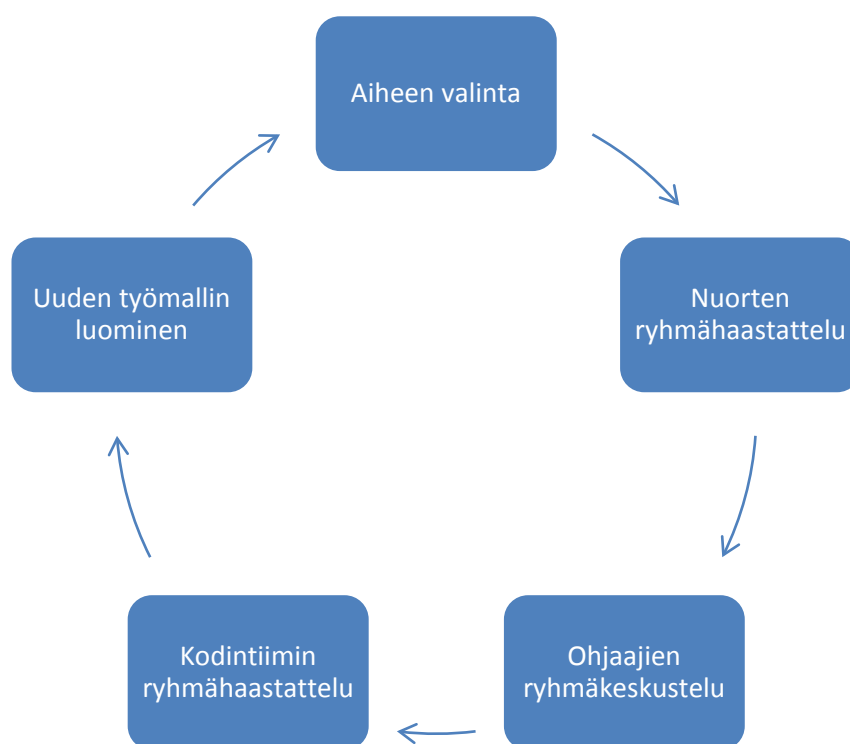 Aiheen valinta
Nuorten
ryhmähaastattelu
Ohjaajien
ryhmäkeskustelu
Kodintiimin
ryhmähaastattelu
Uuden työmallin
luominen